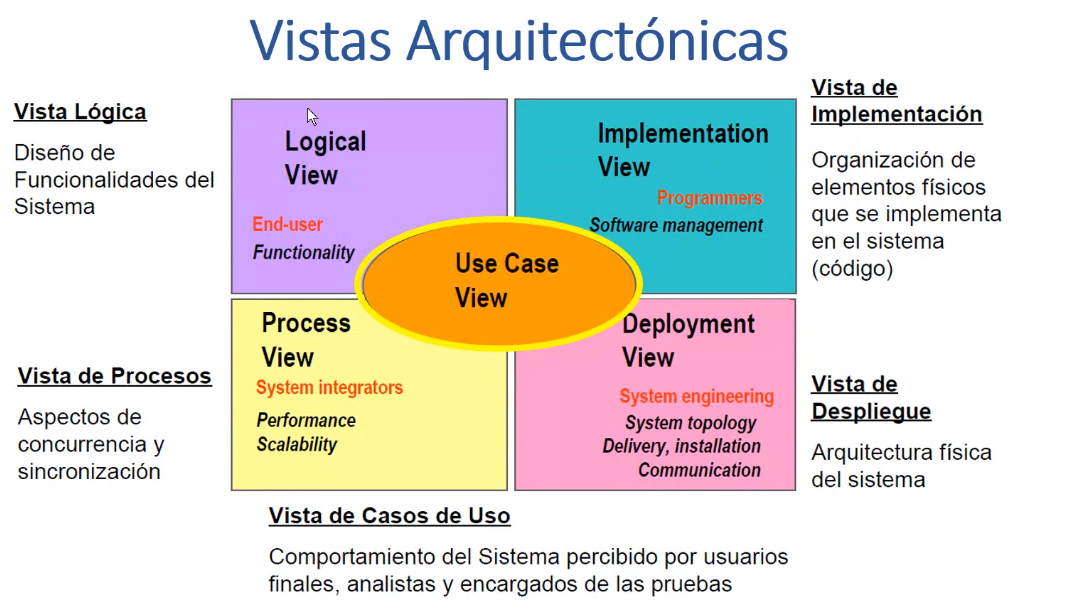 Vistas Arquitectónicas
Vista Lógica
Diseño de
Funcionalidades del
Sistema
Logical
View
End-user
Functionality
Implementation
View
Programmers
Software management
Vista de
Implementación
Organización de
elementos físicos
que se implementa
en el sistema
(código)
Use Case
View
Vista de Procesos
Aspectos de
concurrencia y
sincronización
Process
View
System integrators
Performance
Scalability
Deployment
View
System engineering
System topology
Delivery, installation
Communication
Vista de
Despliegue
Arquitectura física
del sistema
Vista de Casos de Uso
Comportamiento del Sistema percibido por usuarios
finales, analistas y encargados de las pruebas